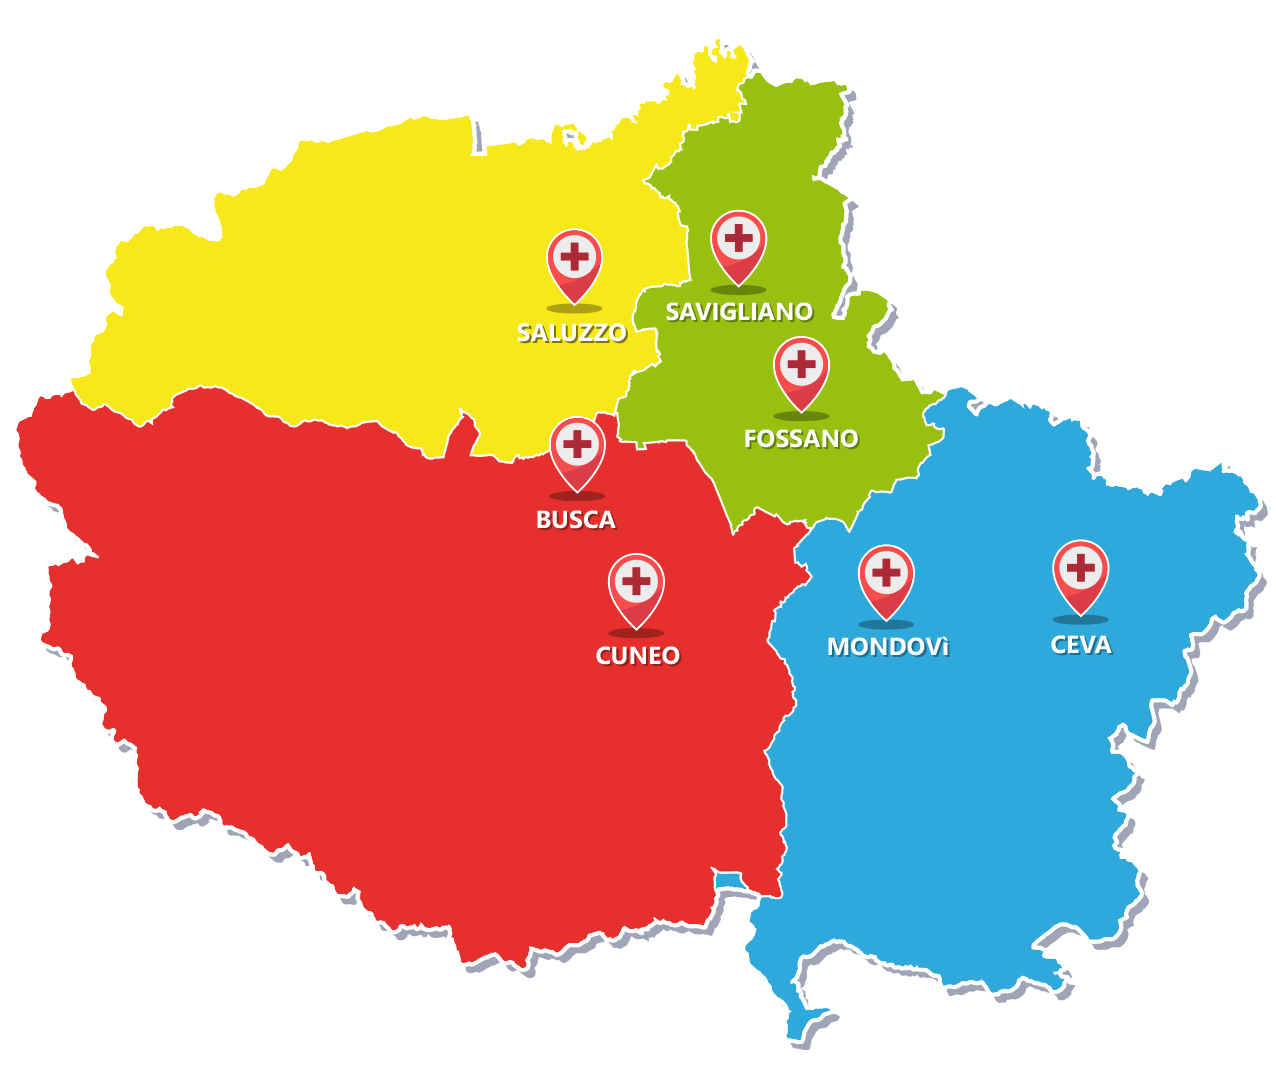 SAVIGLIANO
SALUZZO
FOSSANO
BUSCA
CUNEO
MONDOVì
CEVA